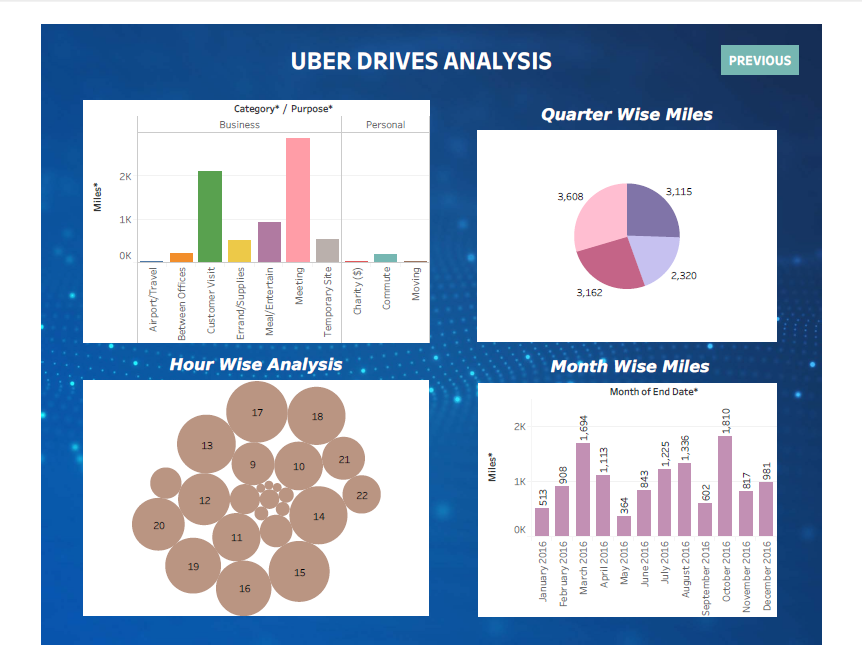 UBER DRIVES ANALYSIS
PREVIOUS
Category* / Purpose*
Business
Personal
Miles*
2K
1K
0K
Airport/Travel
Between Offices
Customer Visit
Errand/Supplies
Meal/Entertain
Meeting
Temporary Site
Charity ($)
Commute
Moving
Quarter Wise Miles
3,608
3,115
2,320
3,162
Hour Wise Analysis
17
18
13
9
10
21
22
12
14
20
11
19
15
16
Month Wise Miles
Month of End Date*
Miles*
2K
1K
0K
513
908
1,694
1,113
364
843
1,225
1,336
602
1,810
817
981
January 2016
February 2016
March 2016
April 2016
May 2016
June 2016
July 2016
August 2016
September 2016
October 2016
November 2016
December 2016